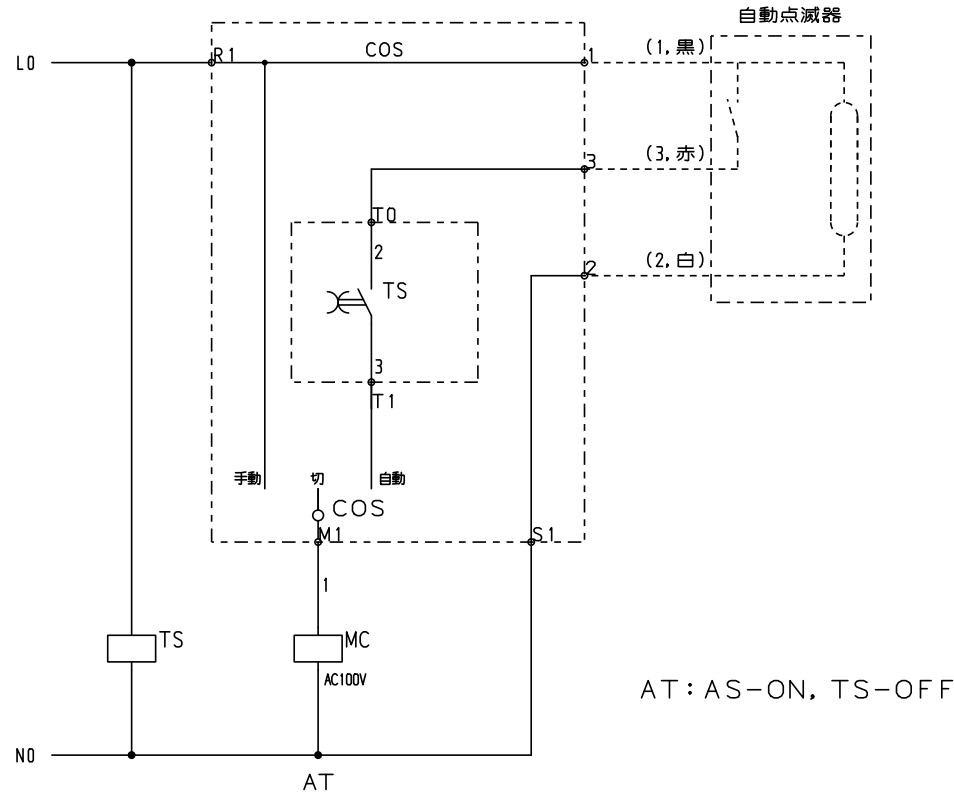 自動点滅器
L0
R1
COS
1
(1,黒)
3
(3,赤)
T0
2
2
(2,白)
TS
3
T1
手動
切
自動
COS
M1
S1
1
TS
MC
AC100V
AT:AS-ON, TS-OFF
N0
AT